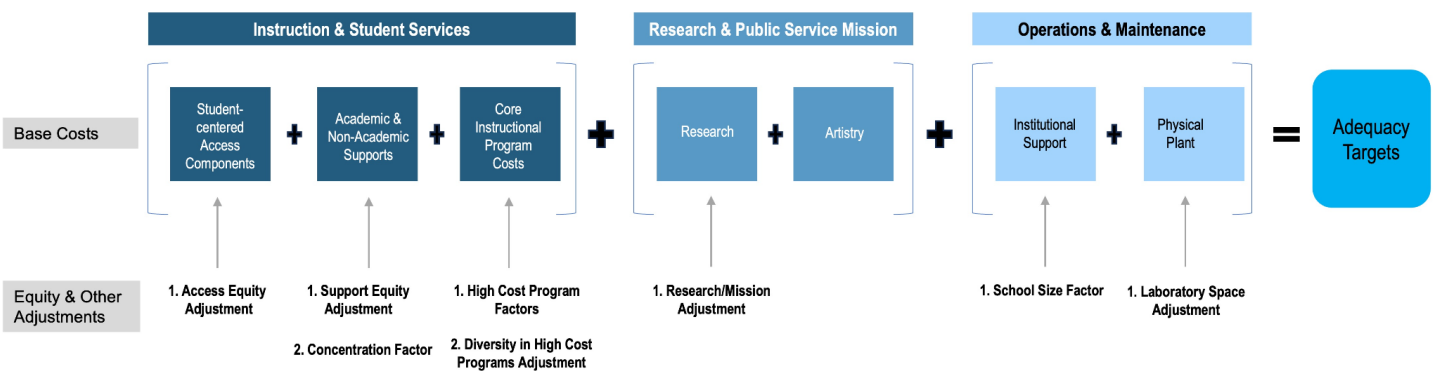 Instruction & Student Services
Research & Public Service Mission
Operations & Maintenance
Base Costs
Student-
centered
Access
Components
+
Academic &
Non-Academic
Supports
+
Core
Instructional
Program
Costs
+
Research
+
Artistry
+
Institutional
Support
+
Physical
Plant
=
Adequacy
Targets
Equity & Other
Adjustments
1. Access Equity
Adjustment
1. Support Equity
Adjustment
2. Concentration Factor
1. High Cost Program
Factors
2. Diversity in High Cost
Programs Adjustment
1. Research/Mission
Adjustment
1. School Size Factor
1. Laboratory Space
Adjustment